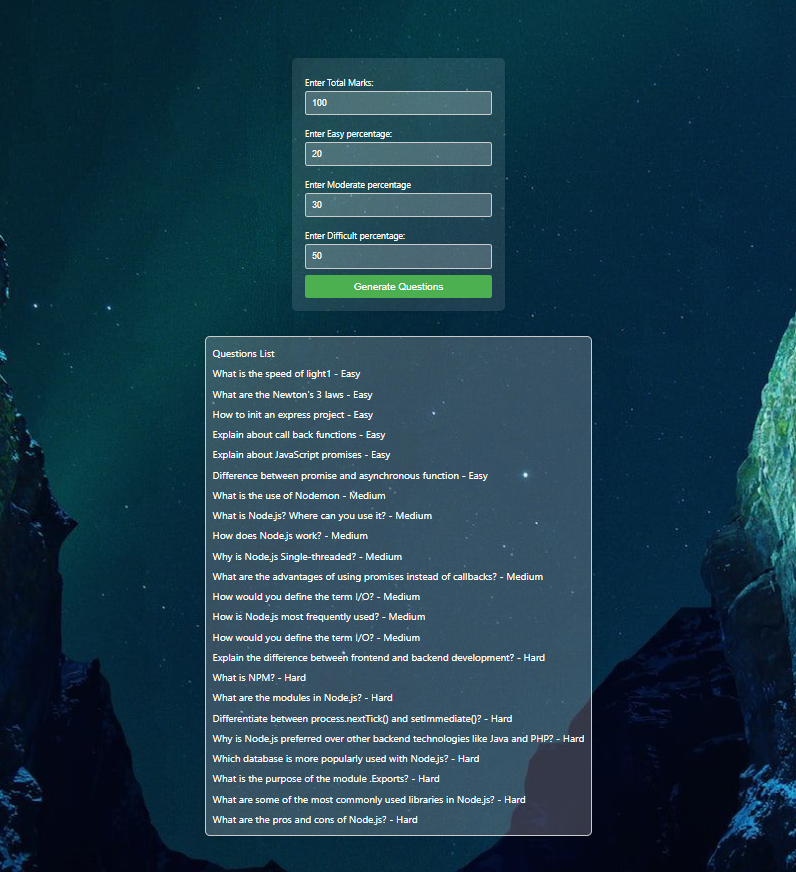 Enter Total Marks:
100
Enter Easy percentage:
20
Enter Moderate percentage
30
Enter Difficult percentage:
50
Generate Questions
Questions List
What is the speed of light1 - Easy
What are the Newton's 3 laws - Easy
How to init an express project - Easy
Explain about call back functions - Easy
Explain about JavaScript promises - Easy
Difference between promise and asynchronous function - Easy
What is the use of Nodemon - Medium
What is Node.js? Where can you use it? - Medium
How does Node.js work? - Medium
Why is Node.js Single-threaded? - Medium
What are the advantages of using promises instead of callbacks? - Medium
How would you define the term I/O? - Medium
How is Node.js most frequently used? - Medium
How would you define the term I/O? - Medium
Explain the difference between frontend and backend development? - Hard
What is NPM? - Hard
What are the modules in Node.js? - Hard
Differentiate between process.nextTick() and setImmediate()? - Hard
Why is Node.js preferred over other backend technologies like Java and PHP? - Hard
Which database is more popularly used with Node.js? - Hard
What is the purpose of the module .Exports? - Hard
What are some of the most commonly used libraries in Node.js? - Hard
What are the pros and cons of Node.js? - Hard